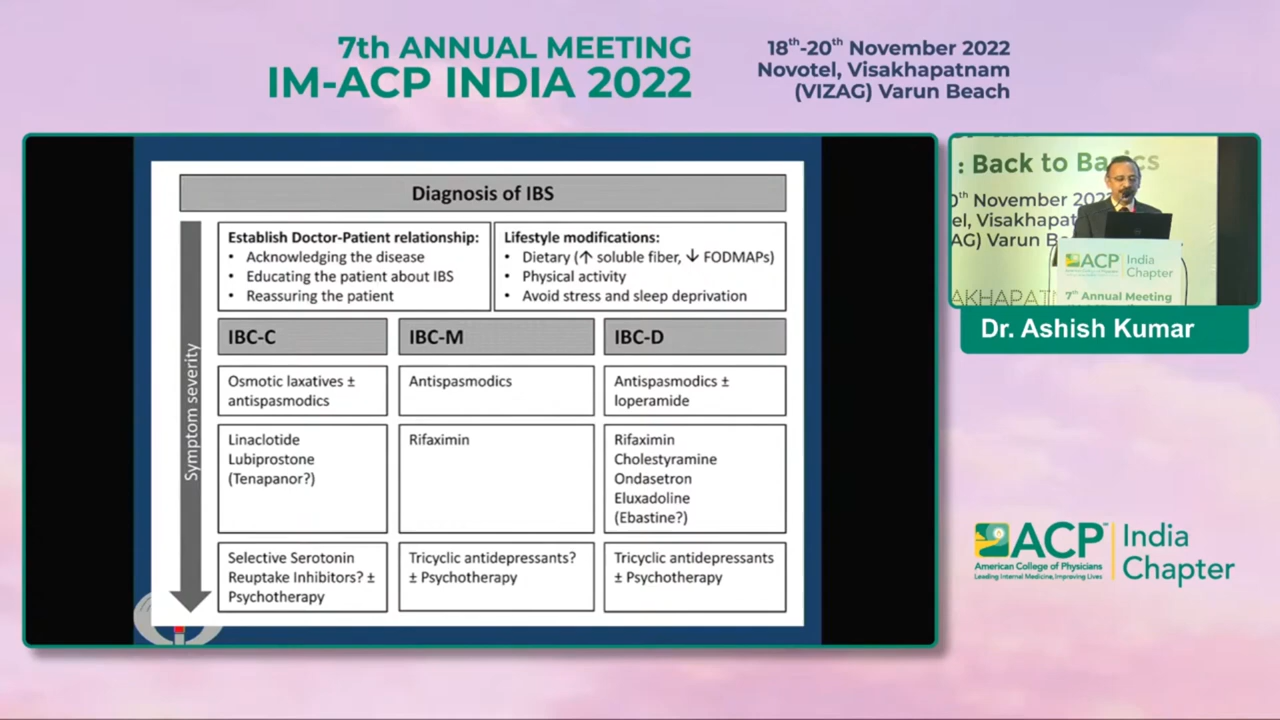 7th ANNUAL MEETING
IM-ACP INDIA 2022
18th-20th November 2022
Novotel, Visakhapatnam
(VIZAG) Varun Beach
Diagnosis of IBS
Symptom severity
Establish Doctor-Patient relationship:
• Acknowledging the disease
• Educating the patient about IBS
• Reassuring the patient
Lifestyle modifications:
• Dietary (↑ soluble fiber, ↓ FODMAPs)
• Physical activity
• Avoid stress and sleep deprivation
IBC-C
IBC-M
IBC-D
Osmotic laxatives ±
antispasmodics
Antispasmodics
Antispasmodics ±
loperamide
Linaclotide
Lubiprostone
(Tenapanor?)
Rifaximin
Rifaximin
Cholestyramine
Ondasetron
Eluxadoline
(Ebastine?)
Selective Serotonin
Reuptake Inhibitors? ±
Psychotherapy
Tricyclic antidepressants?
± Psychotherapy
Tricyclic antidepressants
± Psychotherapy
: Back to Basics
th November 202
el, Visakhapat
AG) Varun B
ACP India
Chapter
7th Annual Meeting
AKHAPATN
Dr. Ashish Kumar
ACP
American College of Physicians
Leading Internal Medicine, Improving Lives
India
Chapter